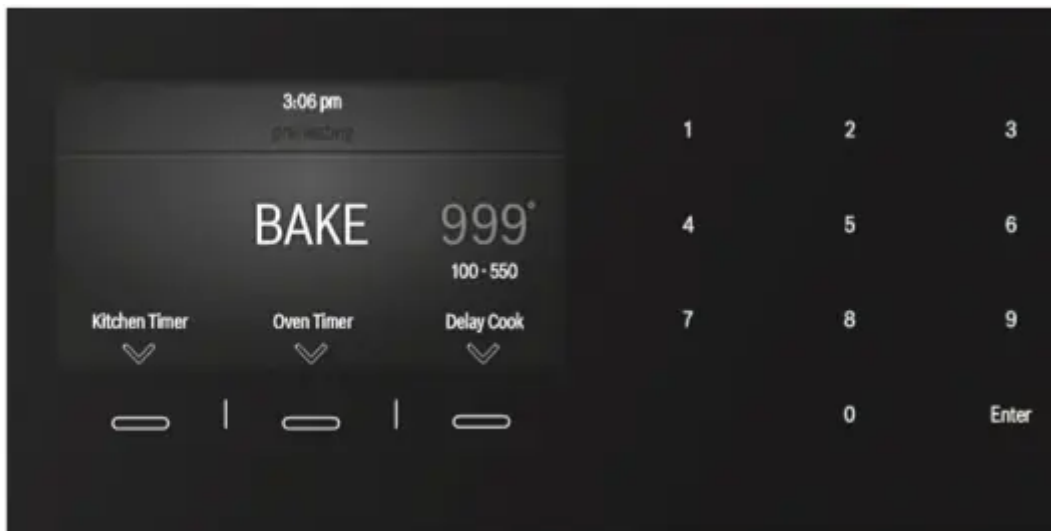 3:06 pm
preheating
BAKE 999°
100 - 550
Kitchen Timer Oven Timer Delay Cook
1 2 3
4 5 6
7 8 9
0 Enter